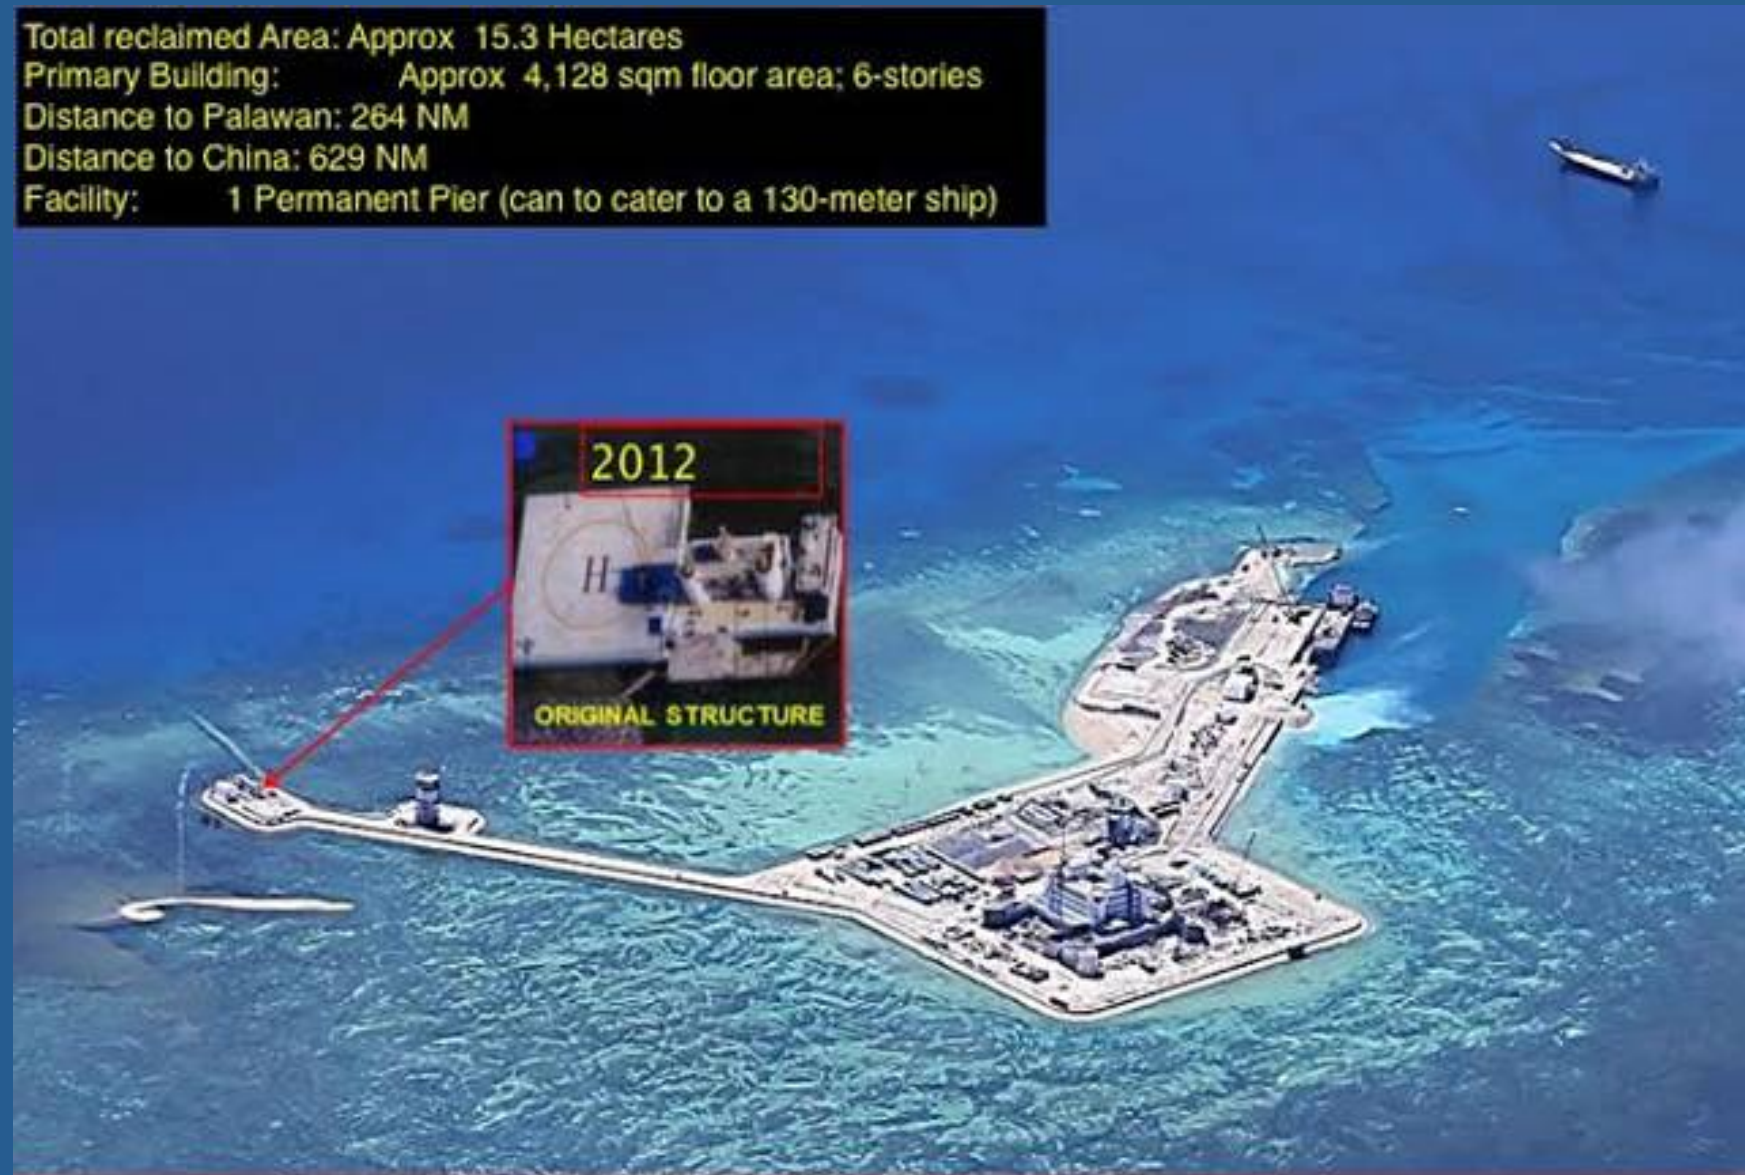 Total reclaimed Area: Approx 15.3 Hectares
Primary Building: Approx 4,128 sqm floor area; 6-stories
Distance to Palawan: 264 NM
Distance to China: 629 NM
Facility: 1 Permanent Pier (can to cater to a 130-meter ship)
2012
H
ORIGINAL STRUCTURE